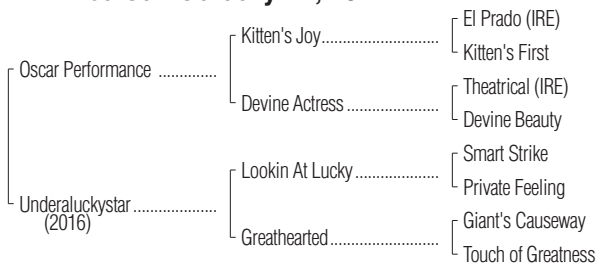 El Prado (IRE)
Kitten's Joy..............................
Kitten's First
Oscar Performance ...............
Theatrical (IRE)
Devine Actress ........................
Devine Beauty
Smart Strike
Lookin At Lucky .....................
Private Feeling
Underaluckystar .....................
(2016)
Giant's Causeway
Greathearted...........................
Touch of Greatness